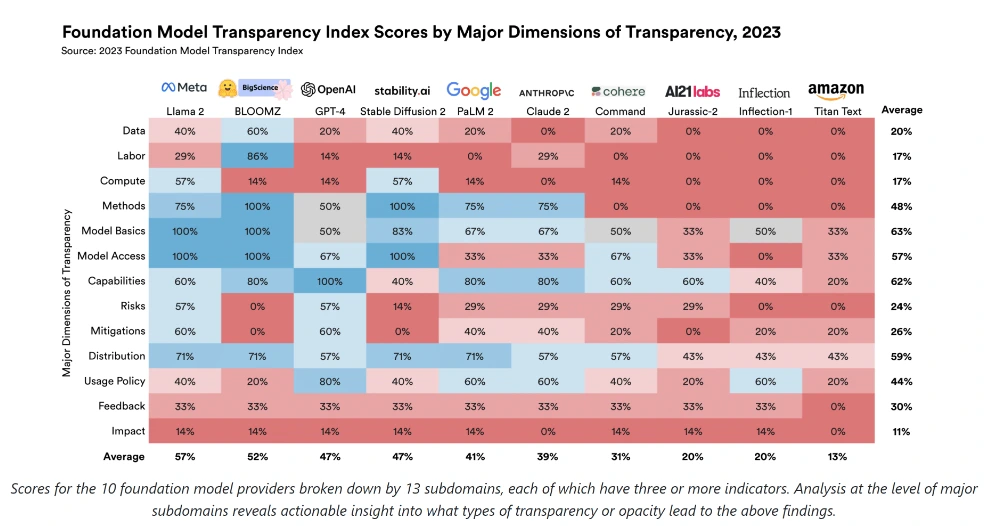 Foundation Model Transparency Index Scores by Major Dimensions of Transparency, 2023
Source: 2023 Foundation Model Transparency Index
Meta BigScience OpenAI stability.ai Google ANTHROP\C cohere AI21labs Inflection amazon
Llama 2 BLOOMZ GPT-4 Stable Diffusion 2 PaLM 2 Claude 2 Command Jurassic-2 Inflection-1 Titan Text Average
Major Dimensions of Transparency
Data 40% 60% 20% 40% 20% 0% 20% 0% 0% 0% 20%
Labor 29% 86% 14% 14% 0% 29% 0% 0% 0% 0% 17%
Compute 57% 14% 14% 57% 14% 0% 14% 0% 0% 0% 17%
Methods 75% 100% 50% 100% 75% 75% 0% 0% 0% 0% 48%
Model Basics 100% 100% 50% 83% 67% 67% 50% 33% 50% 33% 63%
Model Access 100% 100% 67% 100% 33% 33% 67% 33% 0% 33% 57%
Capabilities 60% 80% 100% 40% 80% 80% 60% 60% 40% 20% 62%
Risks 57% 0% 57% 14% 29% 29% 29% 29% 0% 0% 24%
Mitigations 60% 0% 60% 0% 40% 40% 20% 0% 20% 20% 26%
Distribution 71% 71% 57% 71% 71% 57% 57% 43% 43% 43% 59%
Usage Policy 40% 20% 80% 40% 60% 60% 40% 20% 60% 20% 44%
Feedback 33% 33% 33% 33% 33% 33% 33% 33% 33% 0% 30%
Impact 14% 14% 14% 14% 14% 0% 14% 14% 14% 0% 11%
Average 57% 52% 47% 47% 41% 39% 31% 20% 20% 13%
Scores for the 10 foundation model providers broken down by 13 subdomains, each of which have three or more indicators. Analysis at the level of major
subdomains reveals actionable insight into what types of transparency or opacity lead to the above findings.